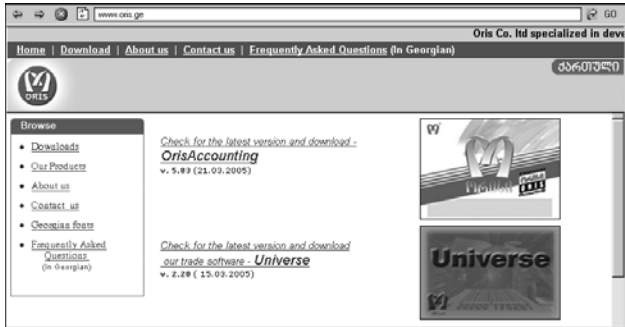 www.oris.ge
GO
Oris Co. ltd specialized in deve
Home | Download | About us | Contact us | Frequently Asked Questions (In Georgian)
ქართული
ORIS
Browse
Downloads
Our Products
About us
Contact us
Georgian fonts
Frequently Asked
Questions
(in Georgian)
Check for the latest version and download -
OrisAccounting
v. 5.03 (21.03.2005)
Check for the latest version and download
our trade software - Universe
v. 2.20 ( 15.03.2005)
ORIS
Universe